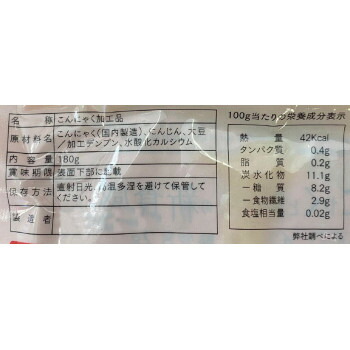 名称 こんにゃく加工品
原材料名 こんにゃく(国内製造)、にんじん、大豆
/加工デンプン、水酸化カルシウム
内容量 180g
賞味期限 張面下部に記載
保存方法 直射日光、高温多湿を避けて保管して
ください。
製造者
100g当たりの栄養成分表示
熱量 42Kcal
タンパク質 0.4g
脂質 0.2g
炭水化物 11.1g
－糖質 8.2g
－食物繊維 2.9g
食塩相当量 0.02g
弊社調べによる